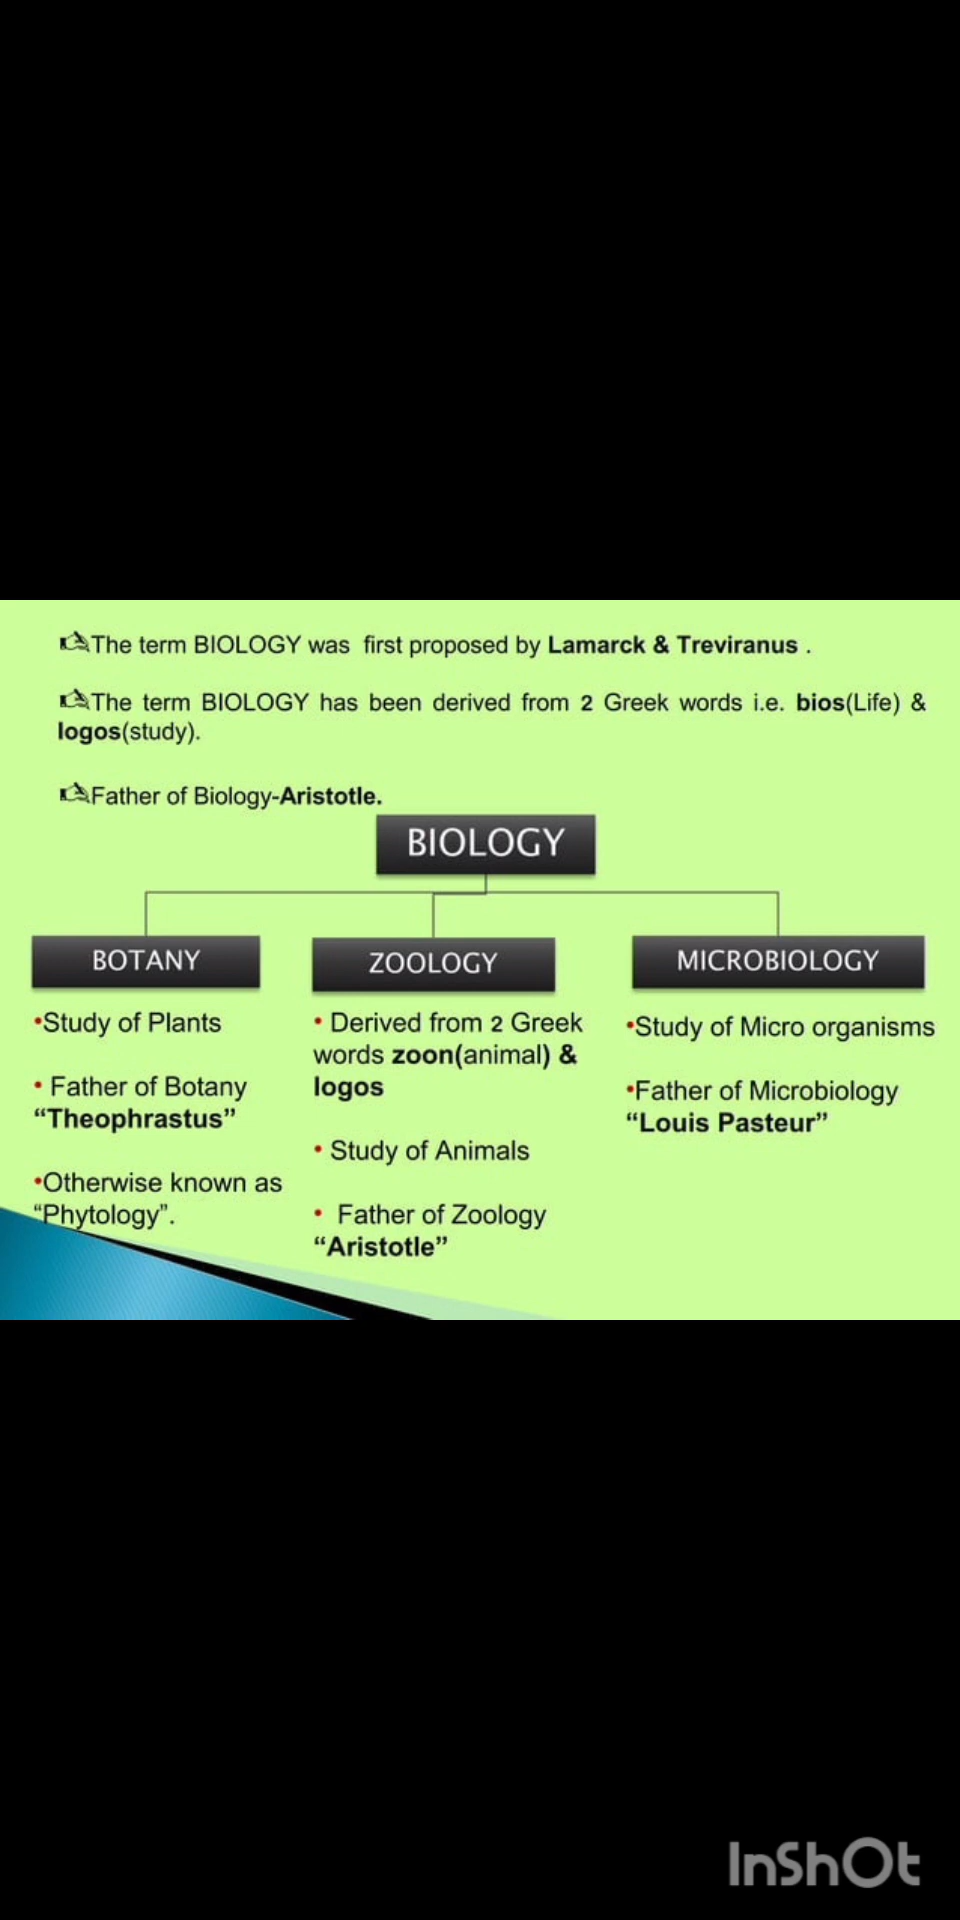 The term BIOLOGY was first proposed by Lamarck & Treviranus .
The term BIOLOGY has been derived from 2 Greek words i.e. bios(Life) &
logos(study).
Father of Biology-Aristotle.
BIOLOGY
BOTANY
•Study of Plants
• Father of Botany
“Theophrastus”
•Otherwise known as
“Phytology”.
ZOOLOGY
• Derived from 2 Greek
words zoon(animal) &
logos
• Study of Animals
• Father of Zoology
“Aristotle”
MICROBIOLOGY
•Study of Micro organisms
•Father of Microbiology
“Louis Pasteur”
InShOt